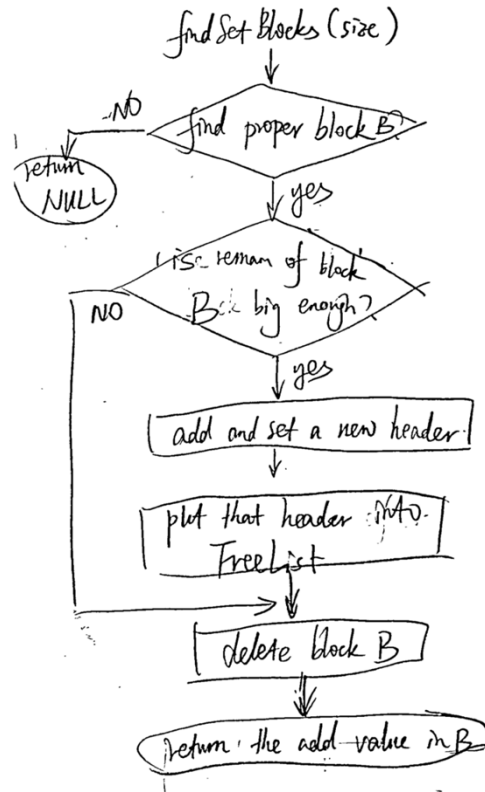 findSetBlocks (size)
find proper block B
NO
return
NULL
yes
is remain of block
B big enough?
NO
yes
add and set a new header.
put that header into
FreeList
delete block B
return the add value in B